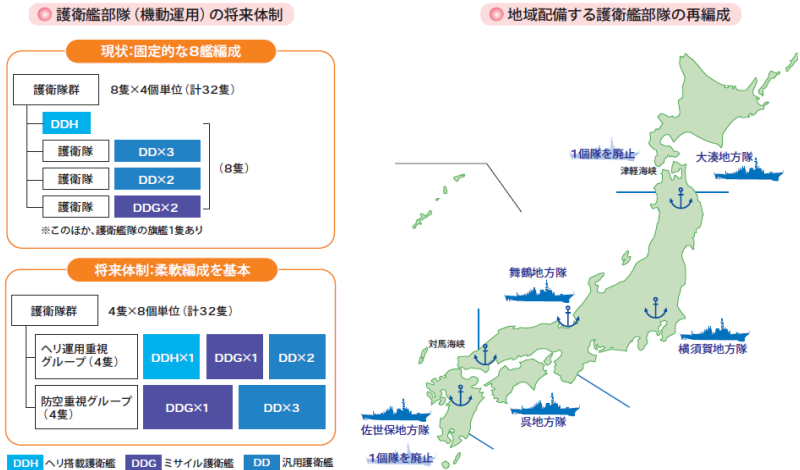 護衛艦部隊（機動運用）の将来体制
現状：固定的な8艦編成
護衛隊群
8隻×4個単位（計32隻）
DDH
護衛隊
DD×3
護衛隊
DD×2
護衛隊
DDG×2
（8隻）
※このほか、護衛艦隊の旗艦1隻あり
将来体制：柔軟編成を基本
護衛隊群
4隻×8個単位（計32隻）
ヘリ運用重視
グループ（4隻）
DDH×1
DDG×1
DD×2
防空重視グループ
（4隻）
DDG×1
DD×3
DDH ヘリ搭載護衛艦
DDG ミサイル護衛艦
DD 汎用護衛艦
地域配備する護衛艦部隊の再編成
1個隊を廃止
大湊地方隊
津軽海峡
舞鶴地方隊
対馬海峡
横須賀地方隊
呉地方隊
佐世保地方隊
1個隊を廃止